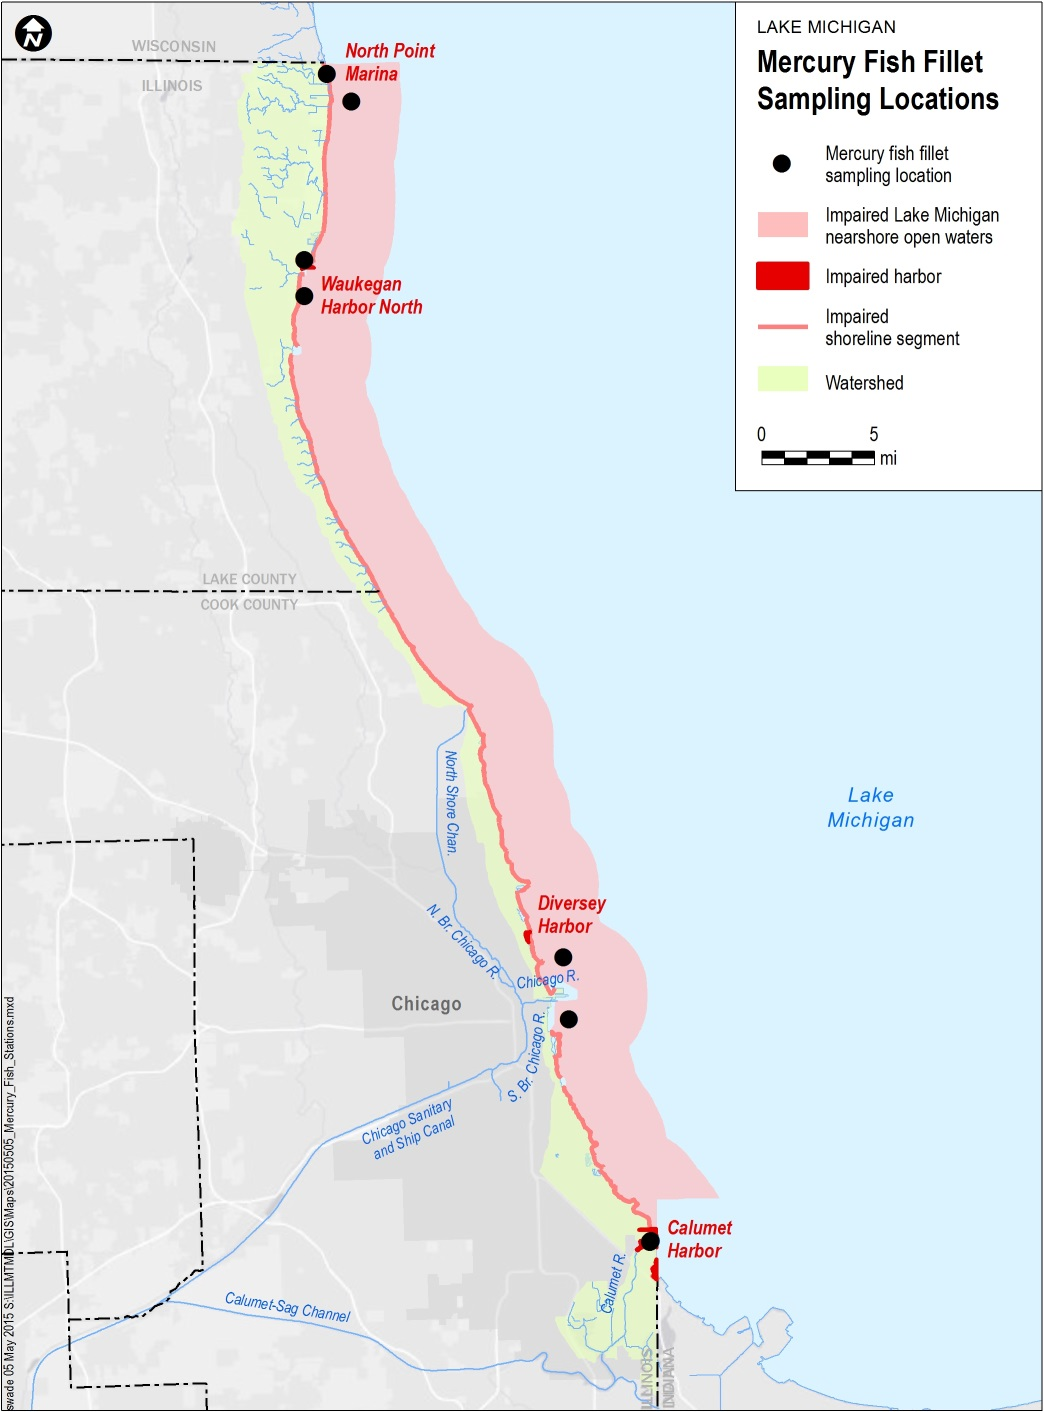 N
LAKE MICHIGAN
Mercury Fish Fillet
Sampling Locations
Mercury fish fillet
sampling location
Impaired Lake Michigan
nearshore open waters
Impaired harbor
Impaired
shoreline segment
Watershed
0 5
mi
WISCONSIN
ILLINOIS
North Point
Marina
Waukegan
Harbor North
LAKE COUNTY
COOK COUNTY
North Shore Chan.
Lake
Michigan
Diversey
Harbor
N. Br. Chicago R.
Chicago R.
Chicago
S. Br. Chicago R.
Chicago Sanitary
and Ship Canal
Calumet
Harbor
Calumet R.
Calumet-Sag Channel
ILLINOIS
INDIANA
swade 05 May 2015 S:\ILLMTMDL\GIS\Maps\20150505_Mercury_Fish_Stations.mxd